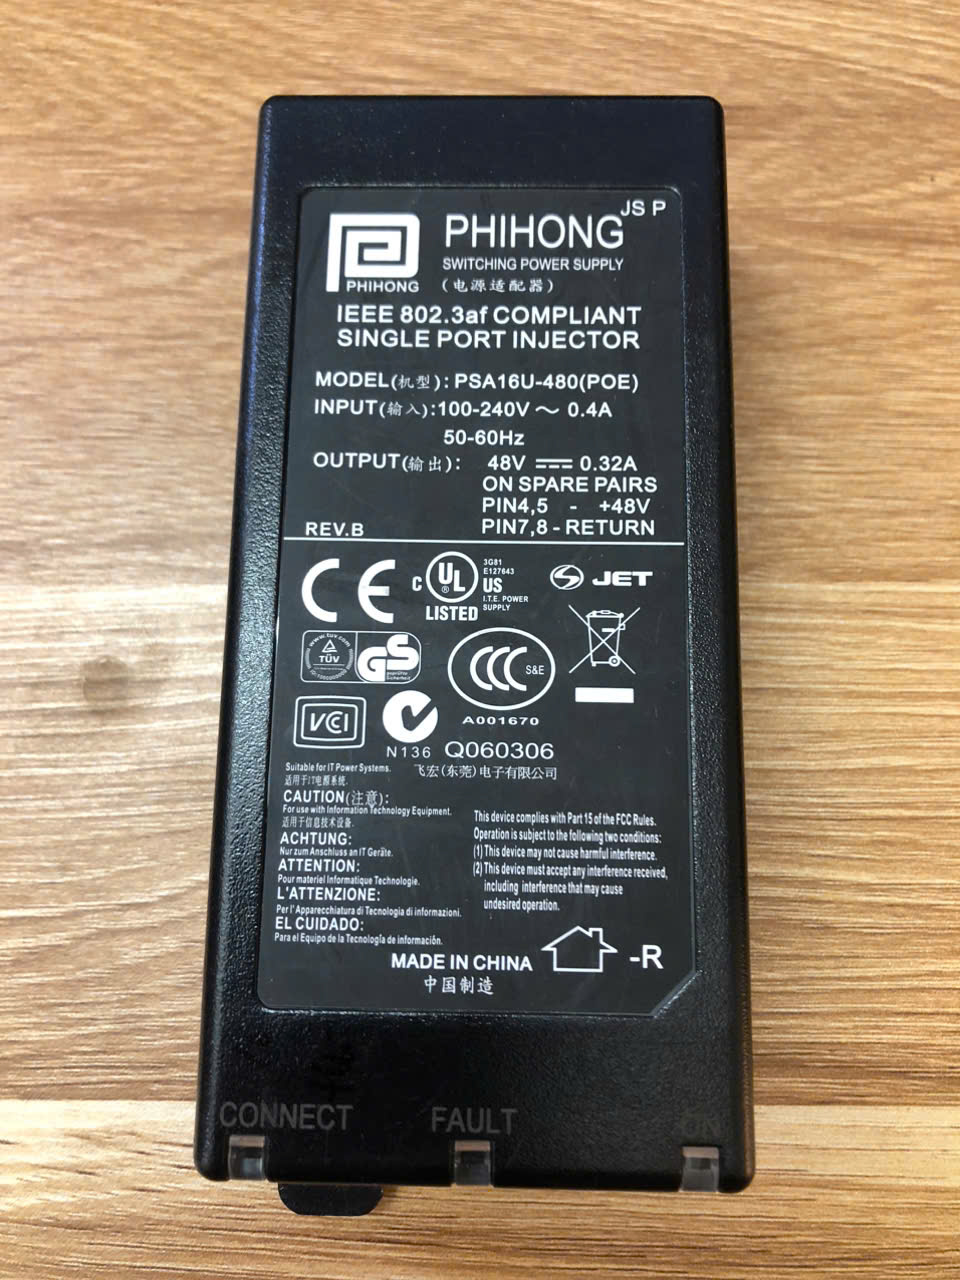 JS P
PHIHONG
PHIHONG
SWITCHING POWER SUPPLY
(电源适配器)
IEEE 802.3af COMPLIANT
SINGLE PORT INJECTOR
MODEL(机型): PSA16U-480(POE)
INPUT(输入):100-240V ～ 0.4A
50-60Hz
OUTPUT(输出): 48V ⎓ 0.32A
ON SPARE PAIRS
PIN4,5 - +48V
PIN7,8 - RETURN
REV.B
CE
C UL ® US
LISTED
3G81
E127643
I.T.E. POWER
SUPPLY
S JET
www.tuv.com
TÜV
GS
geprüfte
Sicherheit
CCC S&E
A001670
VCI
N136
Q060306
飞宏(东莞)电子有限公司
Suitable for IT Power Systems.
适用于IT电源系统.
CAUTION(注意):
For use with Information Technology Equipment.
适用于信息技术设备.
ACHTUNG:
Nur zum Anschluss an IT Geräte.
ATTENTION:
Pour materiel Informatique Technologie.
L'ATTENZIONE:
Per l'Apparecchiatura di Tecnologia di informazioni.
EL CUIDADO:
Para el Equipo de la Tecnología de información.
This device complies with Part 15 of the FCC Rules.
Operation is subject to the following two conditions:
(1) This device may not cause harmful interference.
(2) This device must accept any interference received,
including interference that may cause
undesired operation.
MADE IN CHINA
中国制造
-R
CONNECT FAULT ON